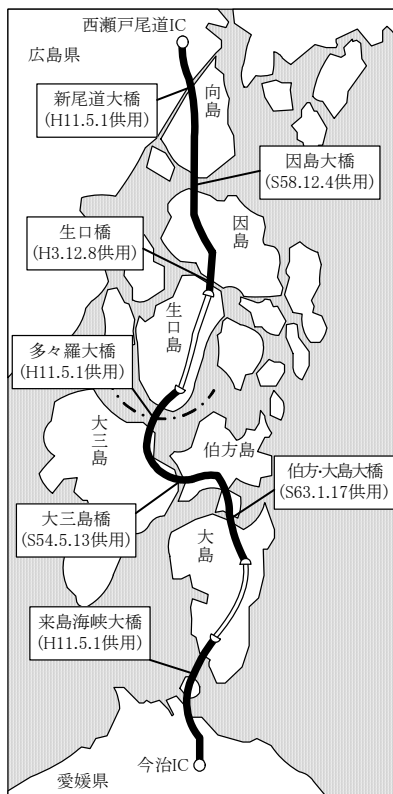 西瀬戸尾道IC
広島県
新尾道大橋
(H11.5.1供用)
向島
因島大橋
(S58.12.4供用)
因島
生口橋
(H3.12.8供用)
生口島
多々羅大橋
(H11.5.1供用)
大三島
伯方島
伯方・大島大橋
(S63.1.17供用)
大三島橋
(S54.5.13供用)
大島
来島海峡大橋
(H11.5.1供用)
今治IC
愛媛県